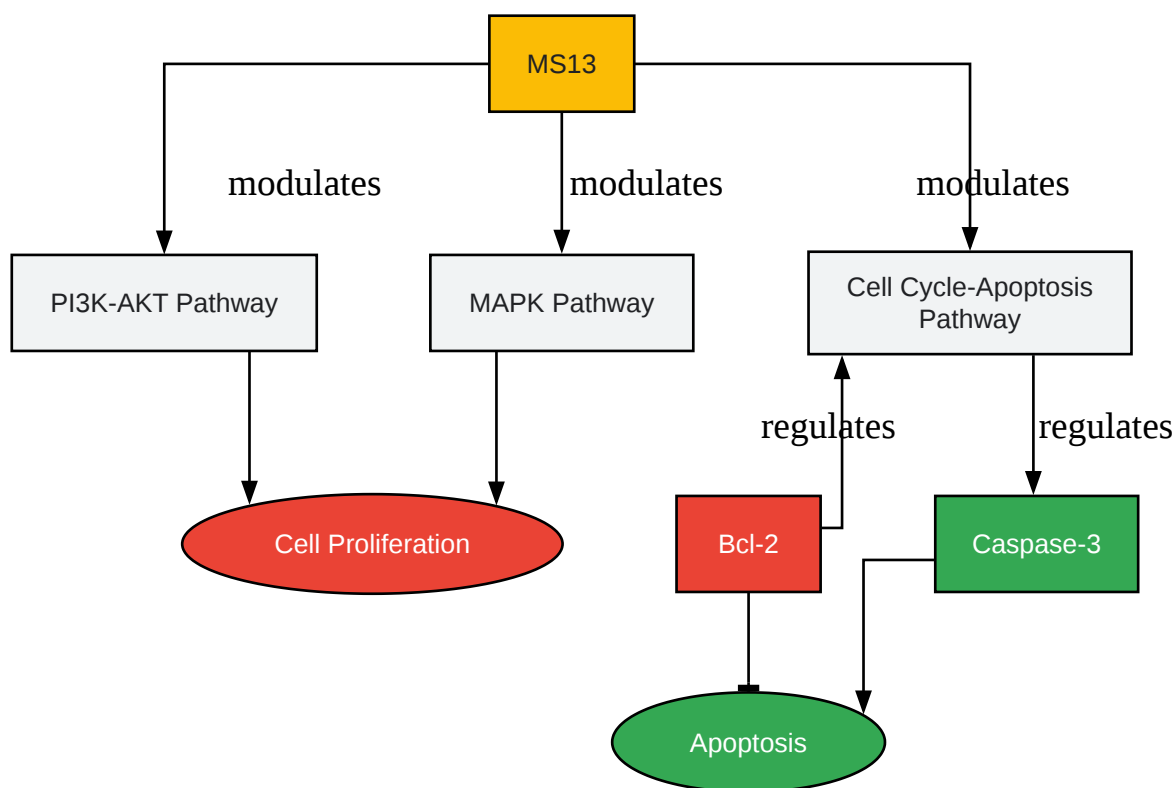 MS13
modulates
modulates
modulates
PI3K-AKT Pathway
MAPK Pathway
Cell Cycle-Apoptosis
Pathway
regulates
regulates
Cell Proliferation
Bcl-2
Caspase-3
Apoptosis